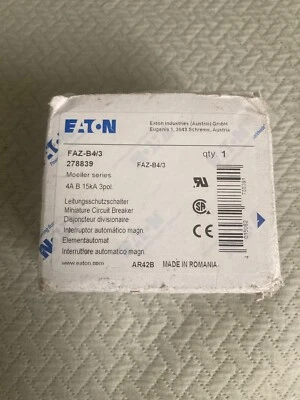 EATON
Eaton Industries (Austria) GmbH
Eugenia 1, 3943 Schrems, Austria
FAZ-B4/3
278839
FAZ-B4/3
qty. 1
Moeller series
4A B 15kA 3pol.
Leitungsschutzschalter
Miniature Circuit Breaker
Disjoncteur divisionaire
Interruptor automático magn.
Elementautomat
Interruttore automatico magn.
www.eaton.com
AR42B
MADE IN ROMANIA